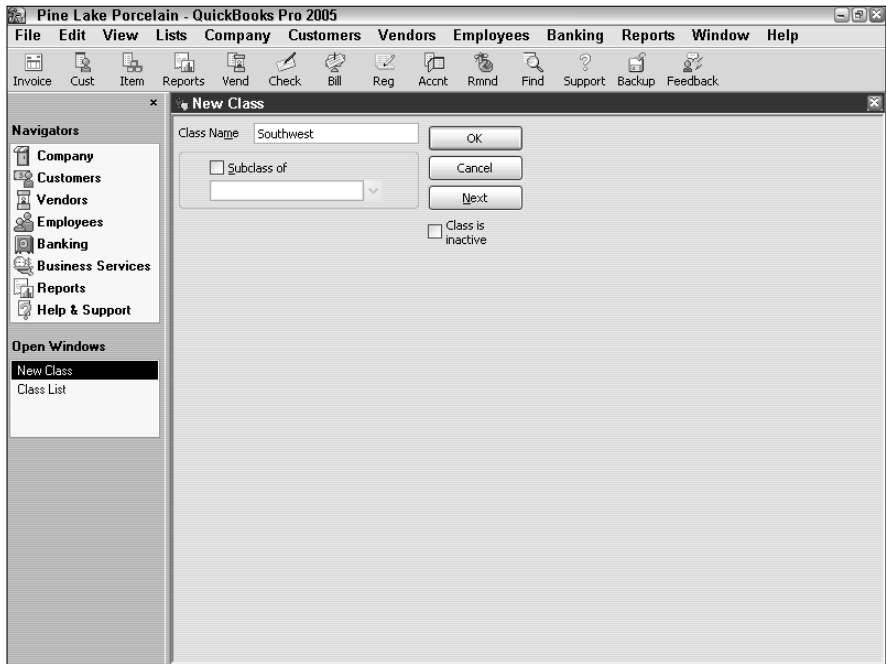 Pine Lake Porcelain - QuickBooks Pro 2005
File Edit View Lists Company Customers Vendors Employees Banking Reports Window Help
Invoice Cust Item Reports Vend Check Bill Reg Accnt Rmnd Find Support Backup Feedback
New Class
Navigators
Company
Customers
Vendors
Employees
Banking
Business Services
Reports
Help & Support
Open Windows
New Class
Class List
Class Name Southwest
Subclass of
OK
Cancel
Next
Class is
inactive